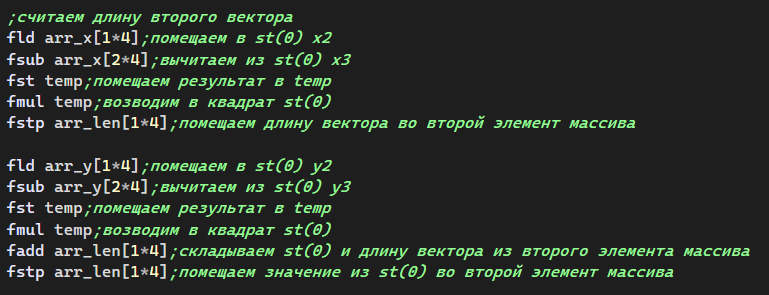 ;считаем длину второго вектора
fld arr_x[1*4];помещаем в st(0) x2
fsub arr_x[2*4];вычитаем из st(0) x3
fst temp;помещаем результат в temp
fmul temp;возводим в квадрат st(0)
fstp arr_len[1*4];помещаем длину вектора во второй элемент массива
fld arr_y[1*4];помещаем в st(0) y2
fsub arr_y[2*4];вычитаем из st(0) y3
fst temp;помещаем результат в temp
fmul temp;возводим в квадрат st(0)
fadd arr_len[1*4];складываем st(0) и длину вектора из второго элемента массива
fstp arr_len[1*4];помещаем значение из st(0) во второй элемент массива